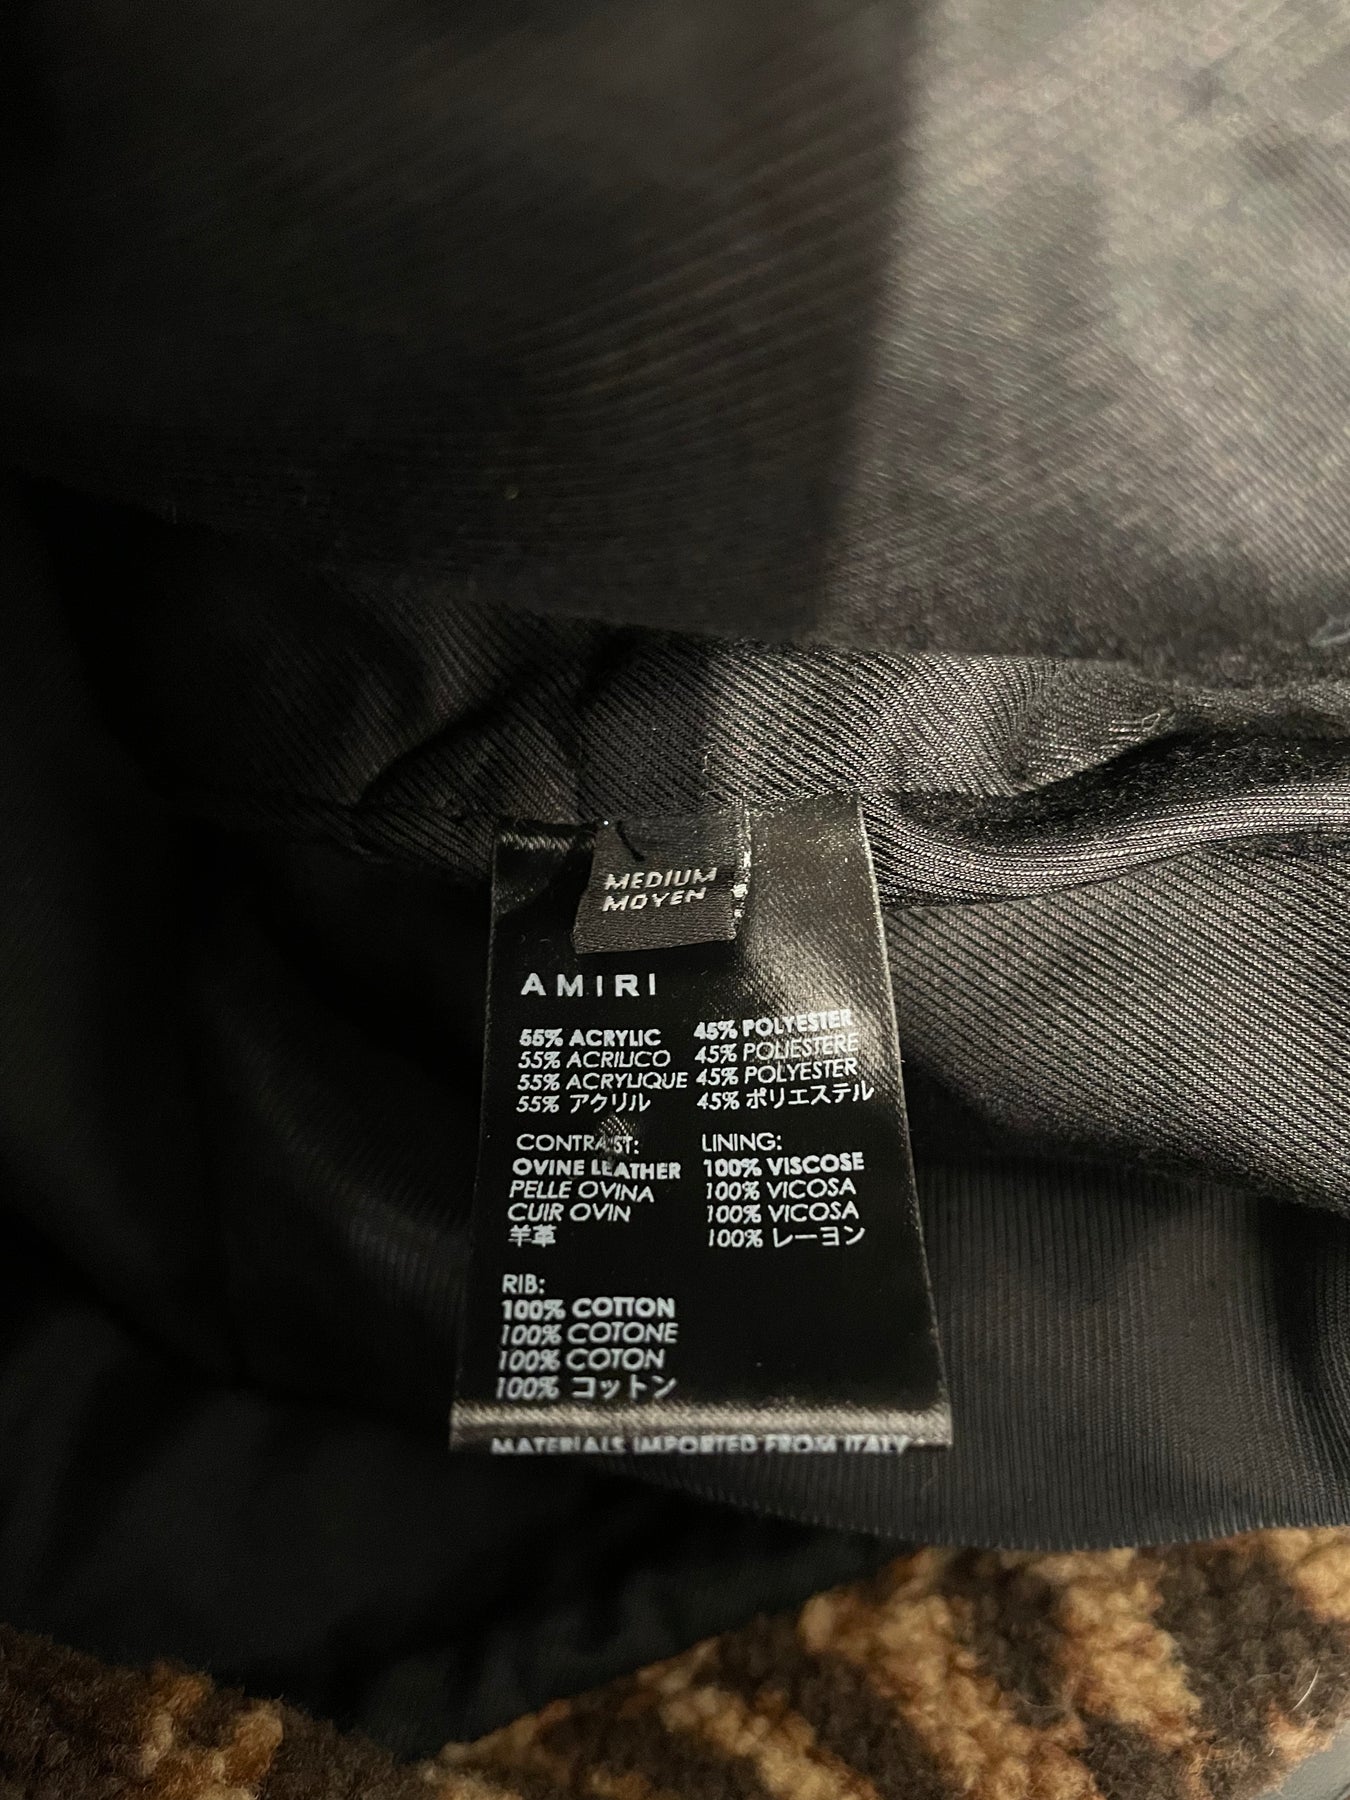 MEDIUM
MOYEN
AMIRI
55% ACRYLIC 45% POLYESTER
55% ACRILICO 45% POLIESTERE
55% ACRYLIQUE 45% POLYESTER
55% アクリル 45% ポリエステル
CONTRAST:
OVINE LEATHER
PELLE OVINA
CUIR OVIN
羊革
LINING:
100% VISCOSE
100% VICOSA
100% VICOSA
100% レーヨン
RIB:
100% COTTON
100% COTONE
100% COTON
100% コットン
MATERIALS IMPORTED FROM ITALY